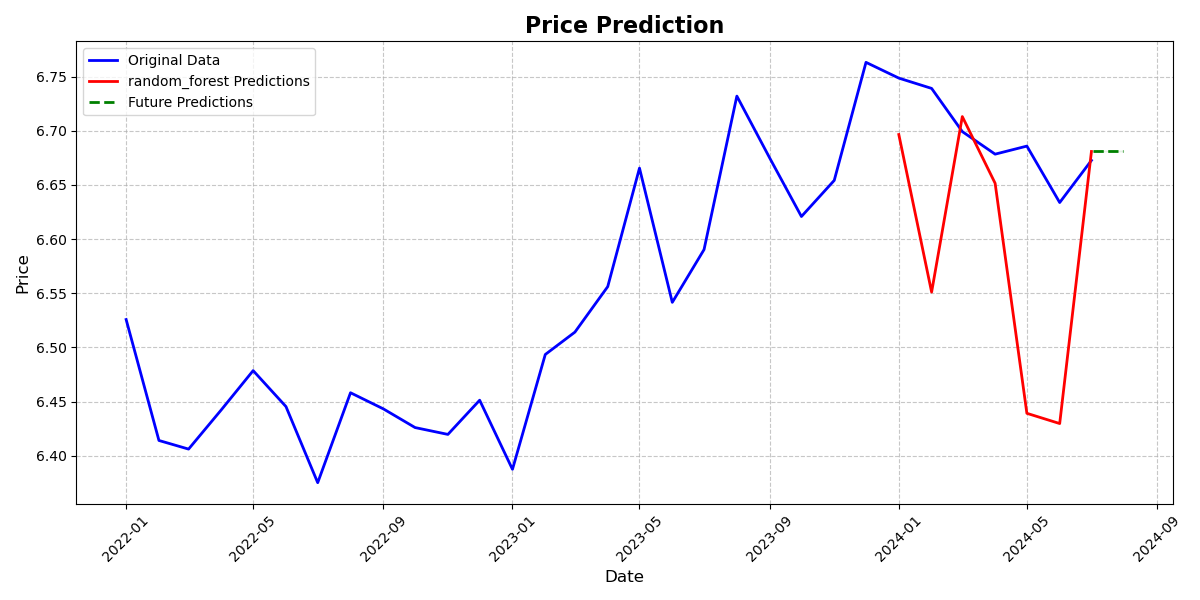 Price Prediction
Original Data
random_forest Predictions
Future Predictions
Price
6.75
6.70
6.65
6.60
6.55
6.50
6.45
6.40
2022-01
2022-05
2022-09
2023-01
2023-05
2023-09
2024-01
2024-05
2024-09
Date